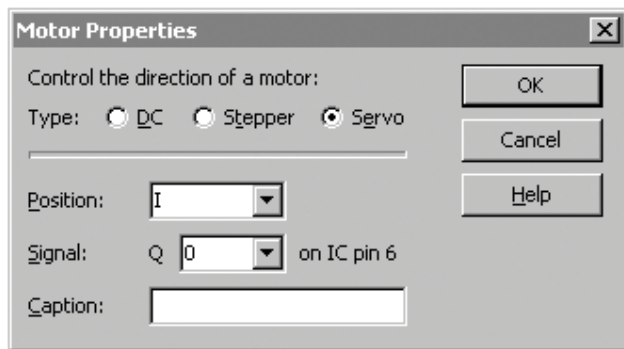 Motor Properties
Control the direction of a motor:
OK
Type: DC Stepper Servo
Cancel
Position: I
Help
Signal: Q 0 on IC pin 6
Caption: